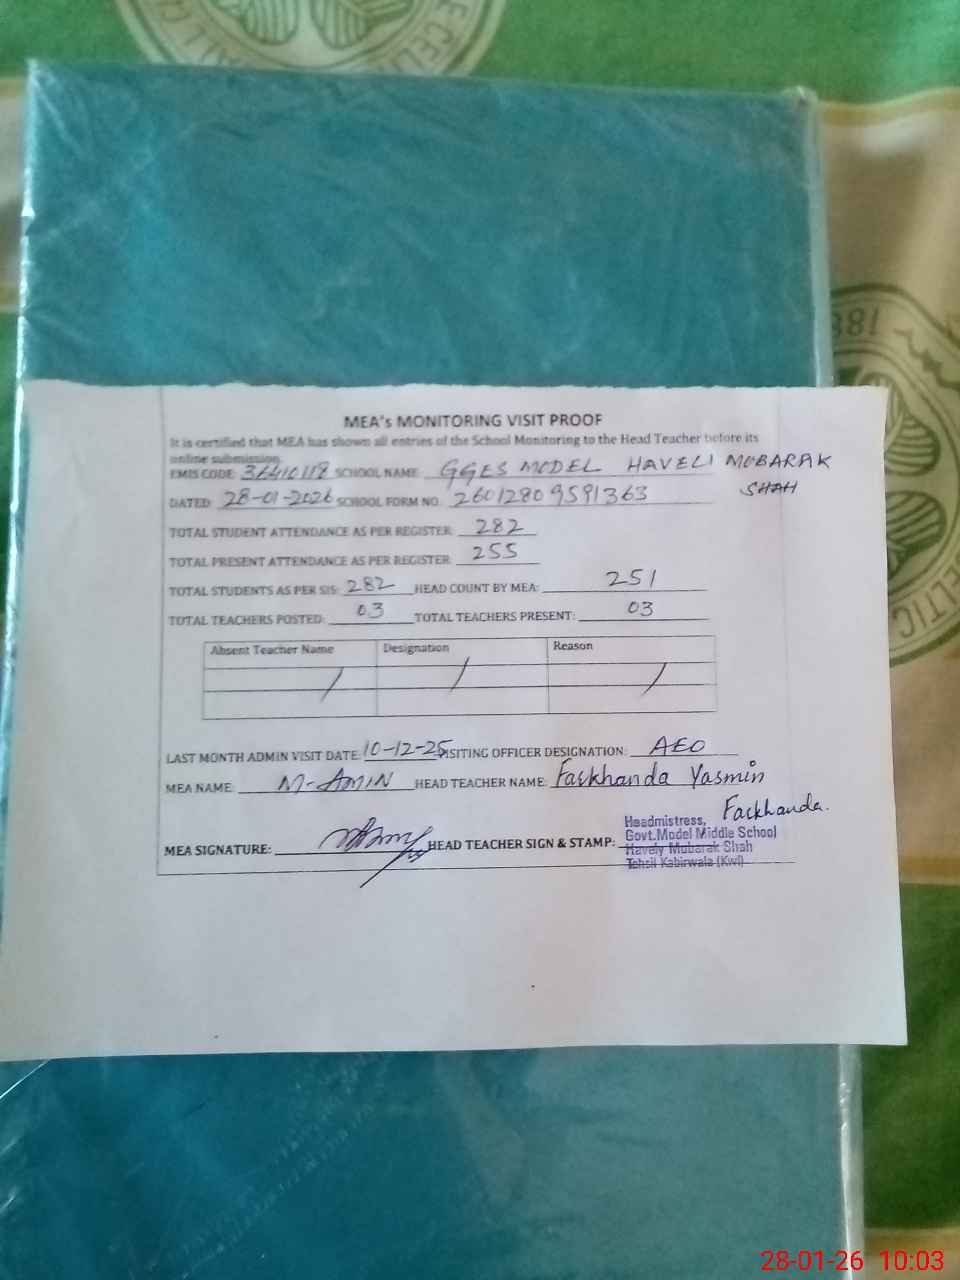 MEA's MONITORING VISIT PROOF
It is certified that MEA has shown all entries of the School Monitoring to the Head Teacher before its
online submission.
EMIS CODE: 36410118 SCHOOL NAME GGES MODEL HAVELI MUBARAK
SHAH
DATED: 28-01-2026 SCHOOL FORM NO. 26012809591363
TOTAL STUDENT ATTENDANCE AS PER REGISTER 282
TOTAL PRESENT ATTENDANCE AS PER REGISTER 255
TOTAL STUDENTS AS PER SIS: 282 HEAD COUNT BY MEA: 251
TOTAL TEACHERS POSTED: 03 TOTAL TEACHERS PRESENT: 03
Absent Teacher Name Designation Reason
/ / /
LAST MONTH ADMIN VISIT DATE: 10-12-25 VISITING OFFICER DESIGNATION: AEO
MEA NAME: M-AMIN HEAD TEACHER NAME: Farkhanda Yasmin
Farkhanda.
MEA SIGNATURE: HEAD TEACHER SIGN & STAMP:
Headmistress,
Govt.Model Middle School
Havely Mubarak Shah
Tehsil Kabirwala (Kwl)
28-01-26 10:03